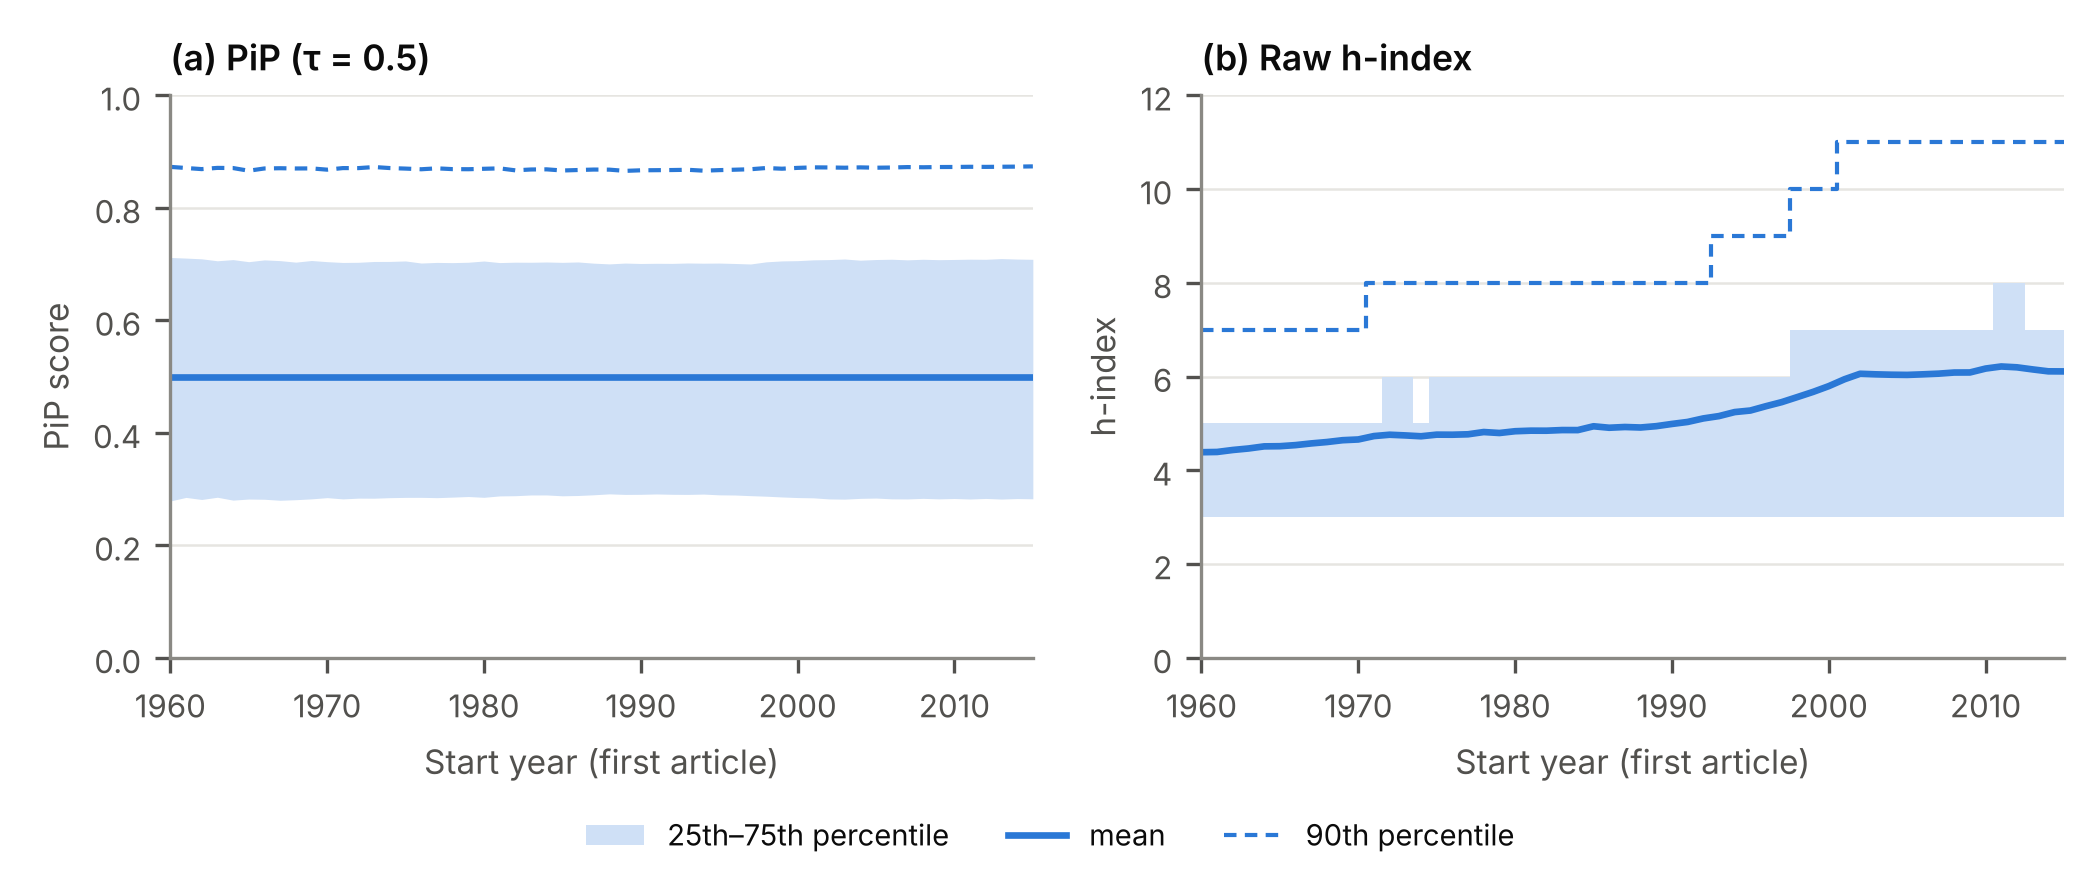 (a) PiP (τ = 0.5)
1.0
0.8
0.6
0.4
0.2
0.0
PiP score
1960 1970 1980 1990 2000 2010
Start year (first article)
(b) Raw h-index
12
10
8
6
4
2
0
h-index
1960 1970 1980 1990 2000 2010
Start year (first article)
25th–75th percentile mean 90th percentile